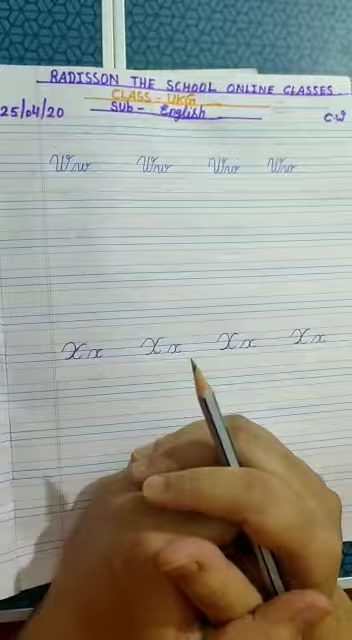 RADISSON THE SCHOOL ONLINE CLASSES.
CLASS - UKG
25/04/20 SUB - English C.W
Ww Ww Ww Ww
Xx Xx Xx Xx